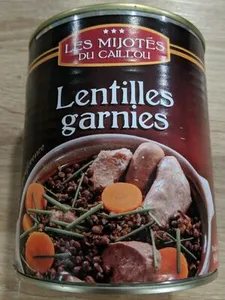 LES MIJOTÉS
DU CAILLOU
Lentilles
garnies